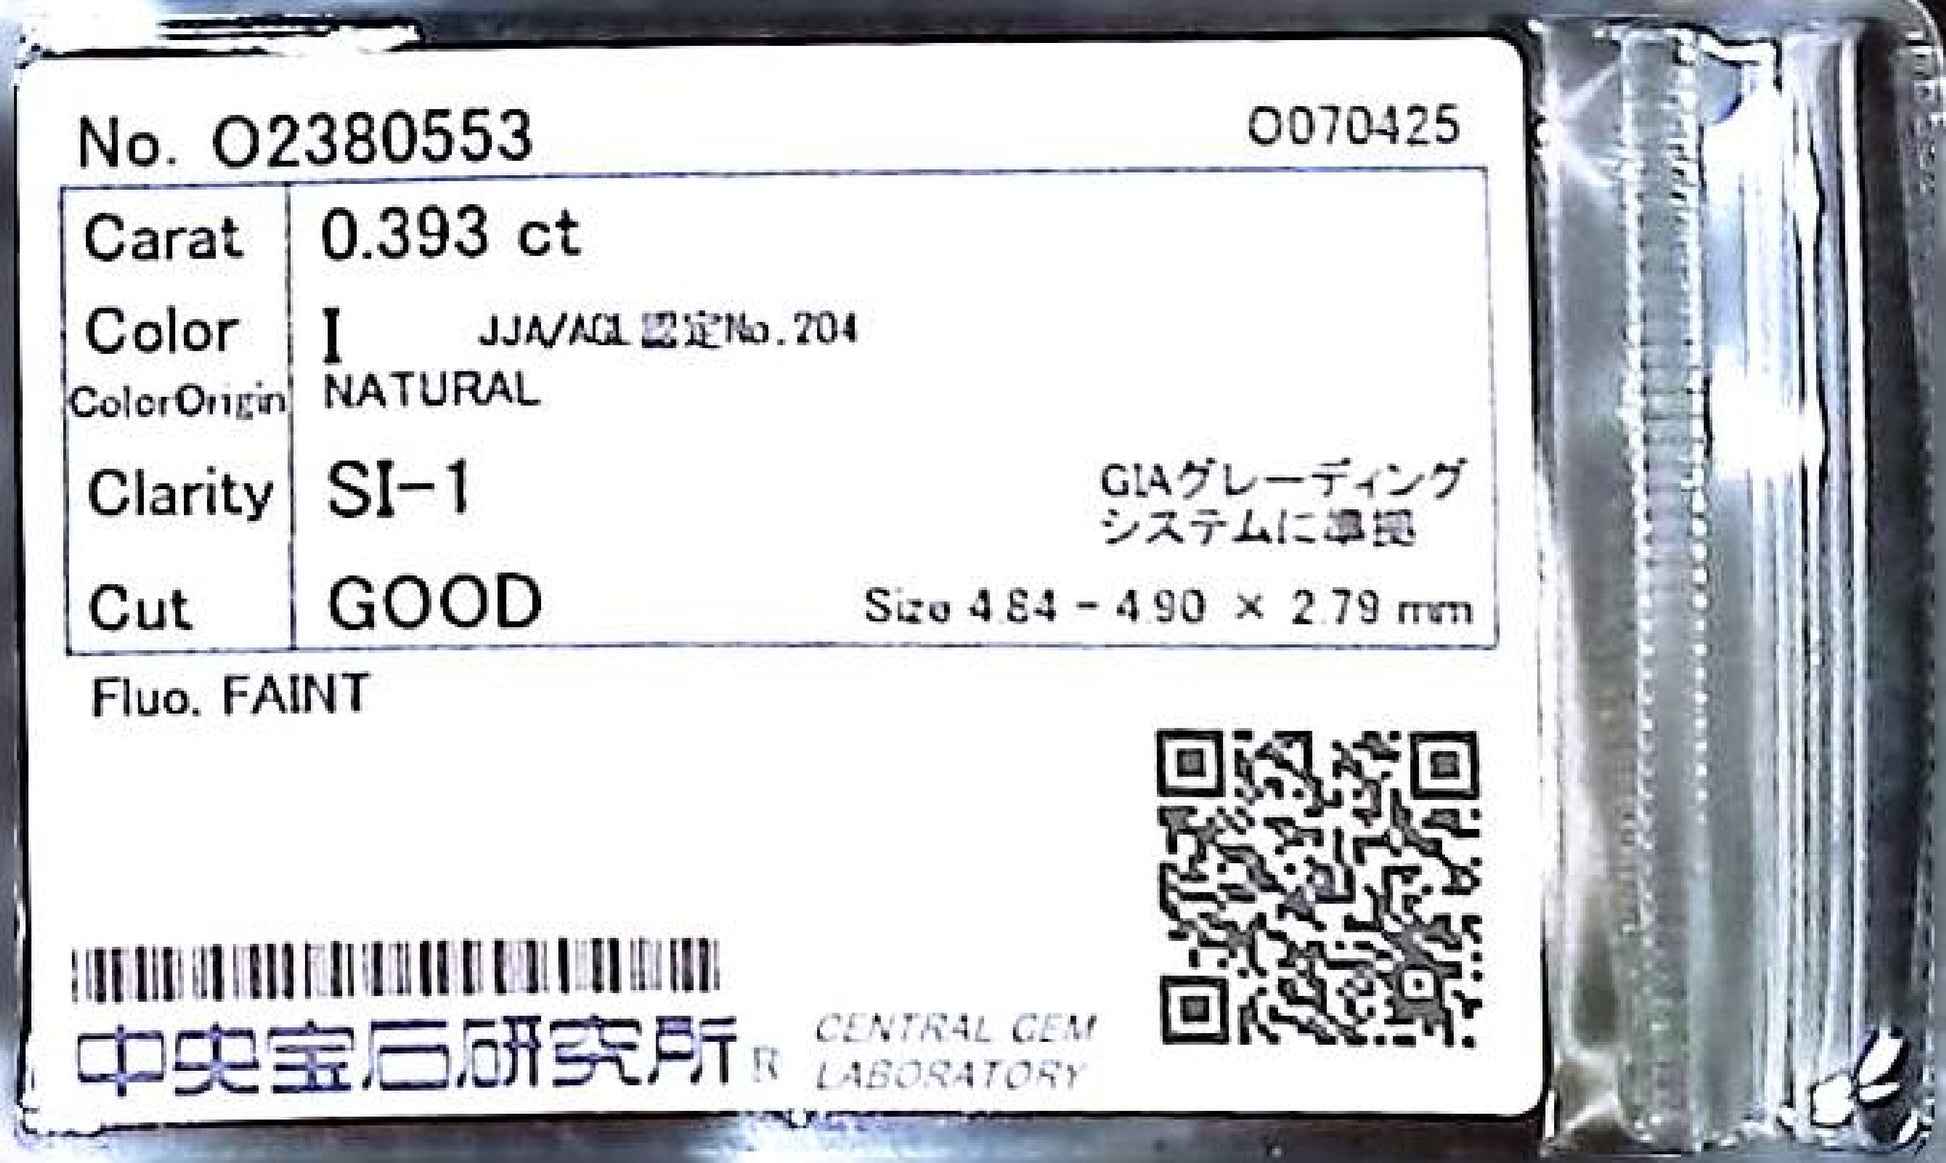 No. O2380553
O070425
Carat 0.393 ct
Color I JJA/AGL認定No.204
ColorOrigin NATURAL
Clarity SI-1
GIAグレーディング
システムに準拠
Cut GOOD
Size 4.84 - 4.90 × 2.79 mm
Fluo. FAINT
中央宝石研究所 R
CENTRAL GEM
LABORATORY